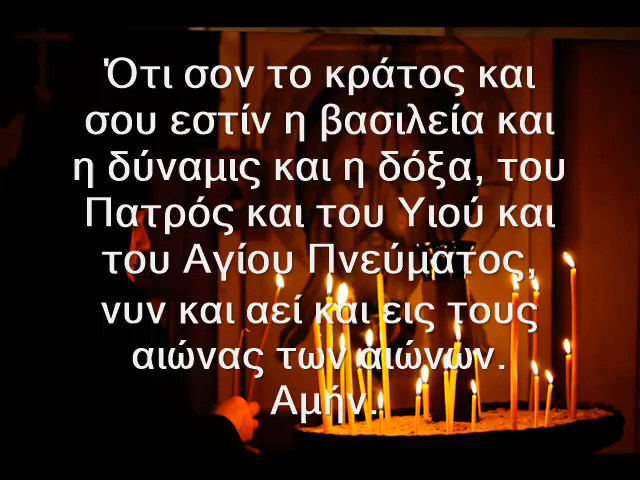 Ότι σον το κράτος και
σου εστίν η βασιλεία και
η δύναμις και η δόξα, του
Πατρός και του Υιού και
του Αγίου Πνεύματος,
νυν και αεί και εις τους
αιώνας των αιώνων.
Αμήν.